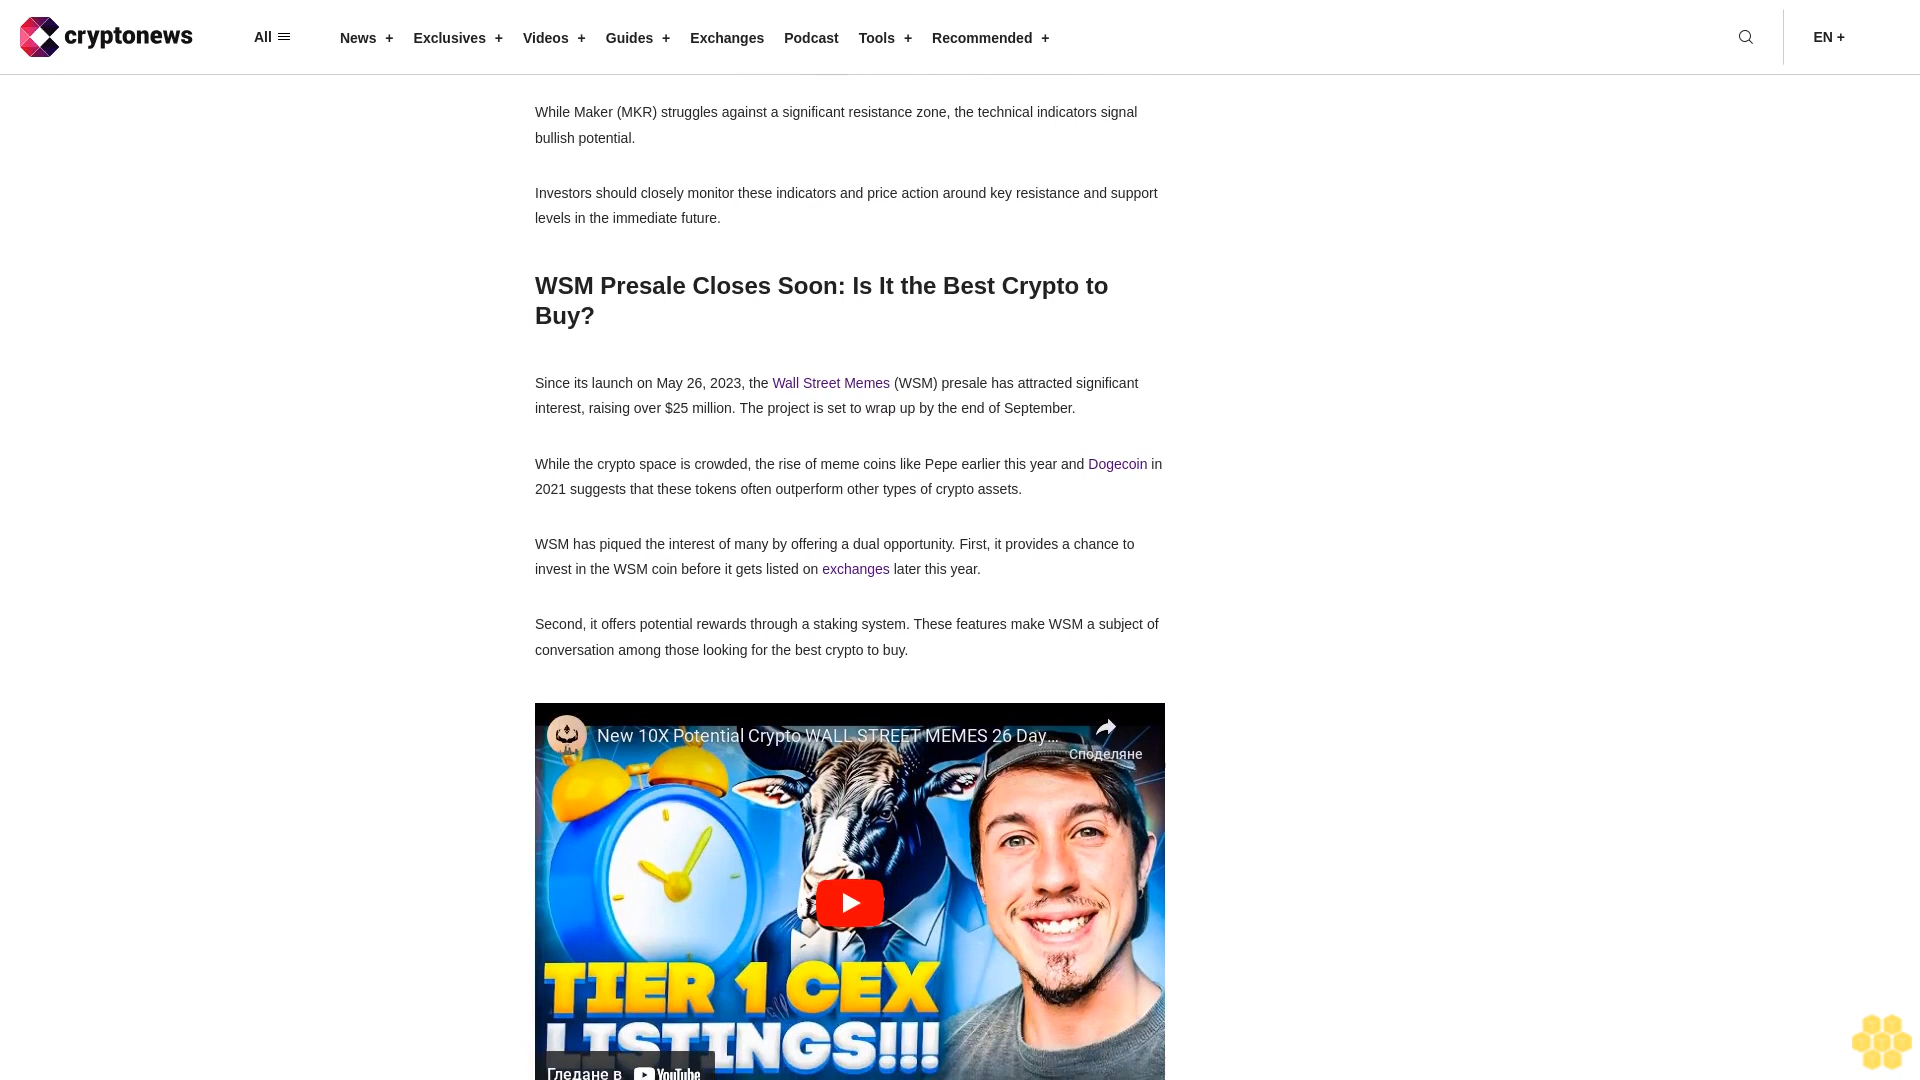 cryptonews
All
News +
Exclusives +
Videos +
Guides +
Exchanges
Podcast
Tools +
Recommended +
EN +
While Maker (MKR) struggles against a significant resistance zone, the technical indicators signal
bullish potential.
Investors should closely monitor these indicators and price action around key resistance and support
levels in the immediate future.
WSM Presale Closes Soon: Is It the Best Crypto to
Buy?
Since its launch on May 26, 2023, the Wall Street Memes (WSM) presale has attracted significant
interest, raising over $25 million. The project is set to wrap up by the end of September.
While the crypto space is crowded, the rise of meme coins like Pepe earlier this year and Dogecoin in
2021 suggests that these tokens often outperform other types of crypto assets.
WSM has piqued the interest of many by offering a dual opportunity. First, it provides a chance to
invest in the WSM coin before it gets listed on exchanges later this year.
Second, it offers potential rewards through a staking system. These features make WSM a subject of
conversation among those looking for the best crypto to buy.
New 10X Potential Crypto WALL STREET MEMES 26 Day...
Споделяне
TIER 1 CEX
LISTINGS!!!
Гледане в YouTube